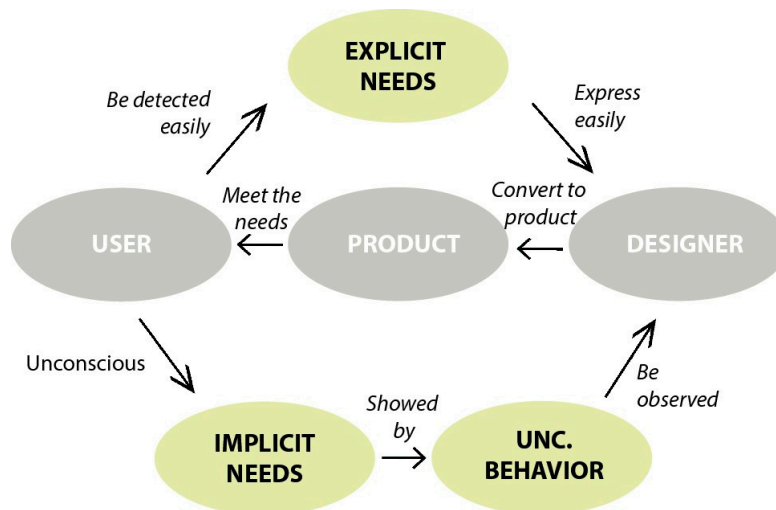 EXPLICIT
NEEDS
Be detected
easily
Express
easily
Meet the
needs
Convert to
product
USER
PRODUCT
DESIGNER
Unconscious
Showed
by
Be
observed
IMPLICIT
NEEDS
UNC.
BEHAVIOR